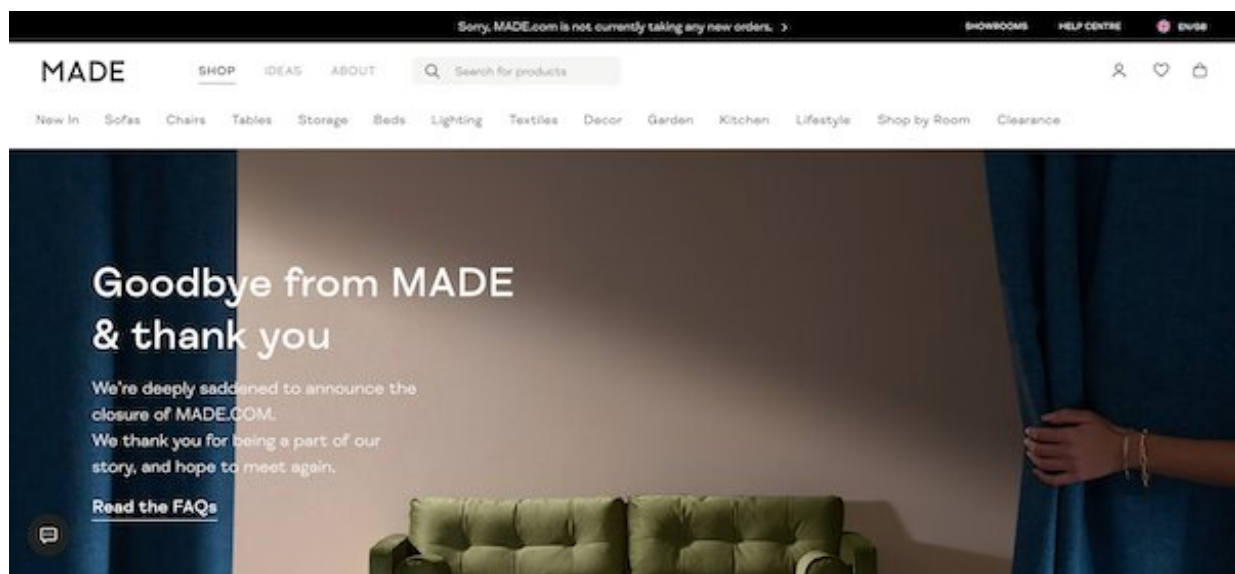 Sorry, MADE.com is not currently taking any new orders.
SHOWROOMS HELP CENTRE EN/GB
MADE SHOP IDEAS ABOUT Search for products
New In Sofas Chairs Tables Storage Beds Lighting Textiles Decor Garden Kitchen Lifestyle Shop by Room Clearance
Goodbye from MADE
& thank you
We're deeply saddened to announce the
closure of MADE.COM.
We thank you for being a part of our
story, and hope to meet again.
Read the FAQs